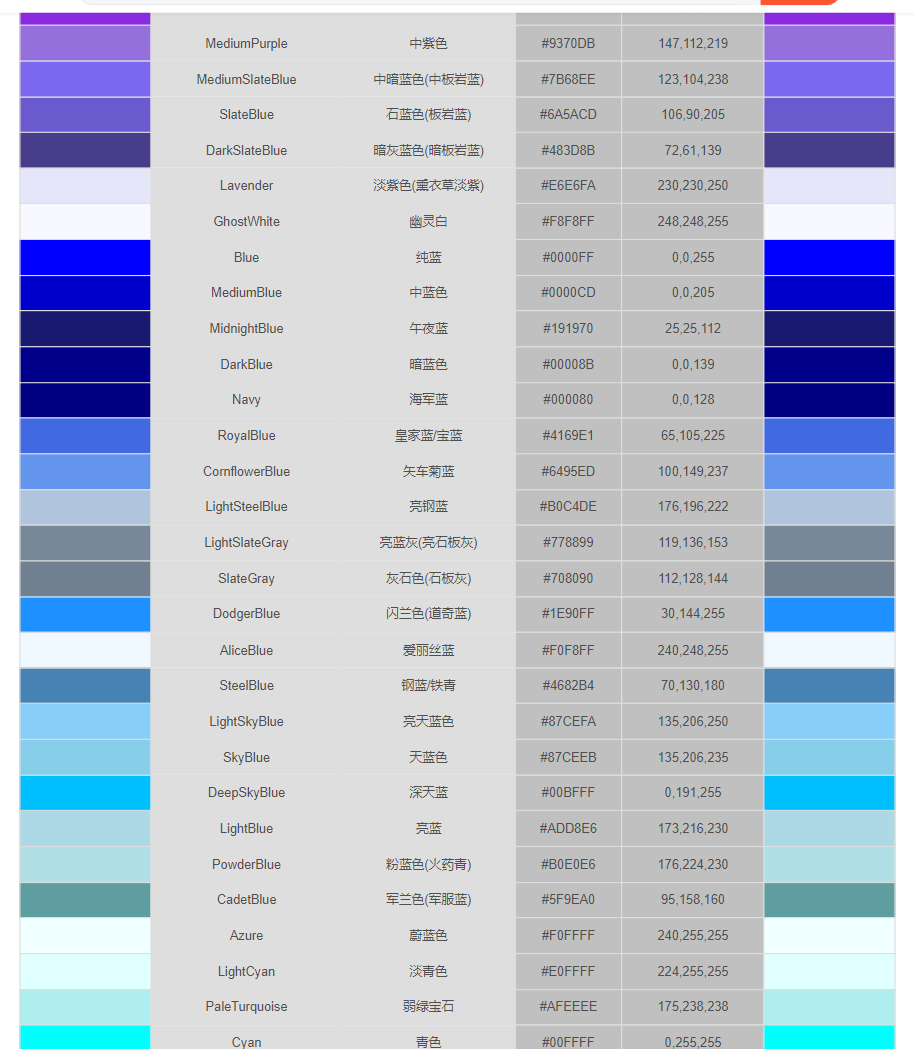 MediumPurple 中紫色 #9370DB 147,112,219
MediumSlateBlue 中暗蓝色(中板岩蓝) #7B68EE 123,104,238
SlateBlue 石蓝色(板岩蓝) #6A5ACD 106,90,205
DarkSlateBlue 暗灰蓝色(暗板岩蓝) #483D8B 72,61,139
Lavender 淡紫色(薰衣草淡紫) #E6E6FA 230,230,250
GhostWhite 幽灵白 #F8F8FF 248,248,255
Blue 纯蓝 #0000FF 0,0,255
MediumBlue 中蓝色 #0000CD 0,0,205
MidnightBlue 午夜蓝 #191970 25,25,112
DarkBlue 暗蓝色 #00008B 0,0,139
Navy 海军蓝 #000080 0,0,128
RoyalBlue 皇家蓝/宝蓝 #4169E1 65,105,225
CornflowerBlue 矢车菊蓝 #6495ED 100,149,237
LightSteelBlue 亮钢蓝 #B0C4DE 176,196,222
LightSlateGray 亮蓝灰(亮石板灰) #778899 119,136,153
SlateGray 灰石色(石板灰) #708090 112,128,144
DodgerBlue 闪兰色(道奇蓝) #1E90FF 30,144,255
AliceBlue 爱丽丝蓝 #F0F8FF 240,248,255
SteelBlue 钢蓝/铁青 #4682B4 70,130,180
LightSkyBlue 亮天蓝色 #87CEFA 135,206,250
SkyBlue 天蓝色 #87CEEB 135,206,235
DeepSkyBlue 深天蓝 #00BFFF 0,191,255
LightBlue 亮蓝 #ADD8E6 173,216,230
PowderBlue 粉蓝色(火药青) #B0E0E6 176,224,230
CadetBlue 军兰色(军服蓝) #5F9EA0 95,158,160
Azure 蔚蓝色 #F0FFFF 240,255,255
LightCyan 淡青色 #E0FFFF 224,255,255
PaleTurquoise 弱绿宝石 #AFEEEE 175,238,238
Cyan 青色 #00FFFF 0,255,255